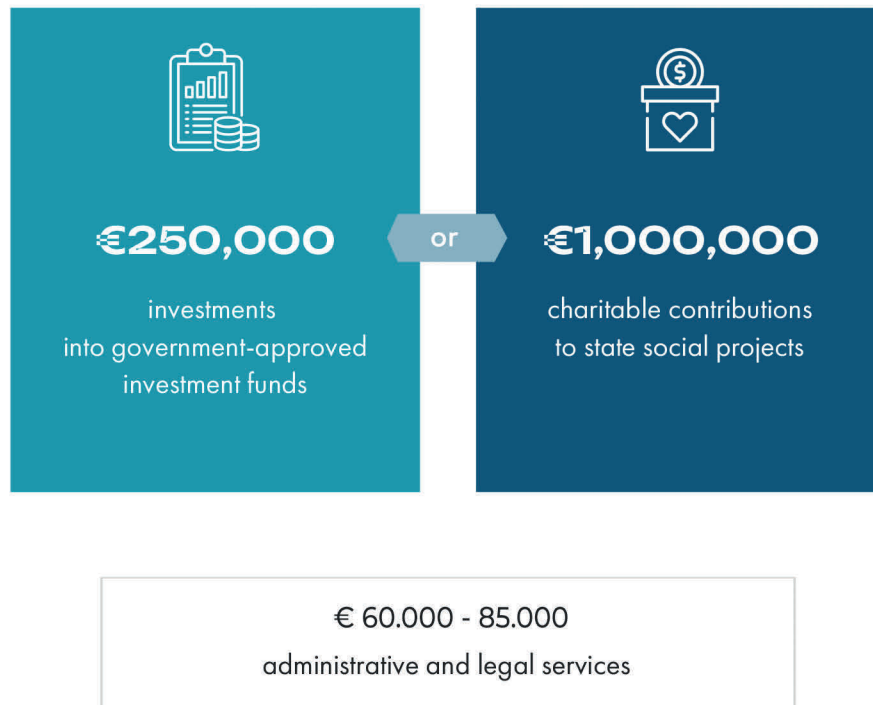 €250,000
investments
into government-approved
investment funds
or
€1,000,000
charitable contributions
to state social projects
€ 60.000 - 85.000
administrative and legal services